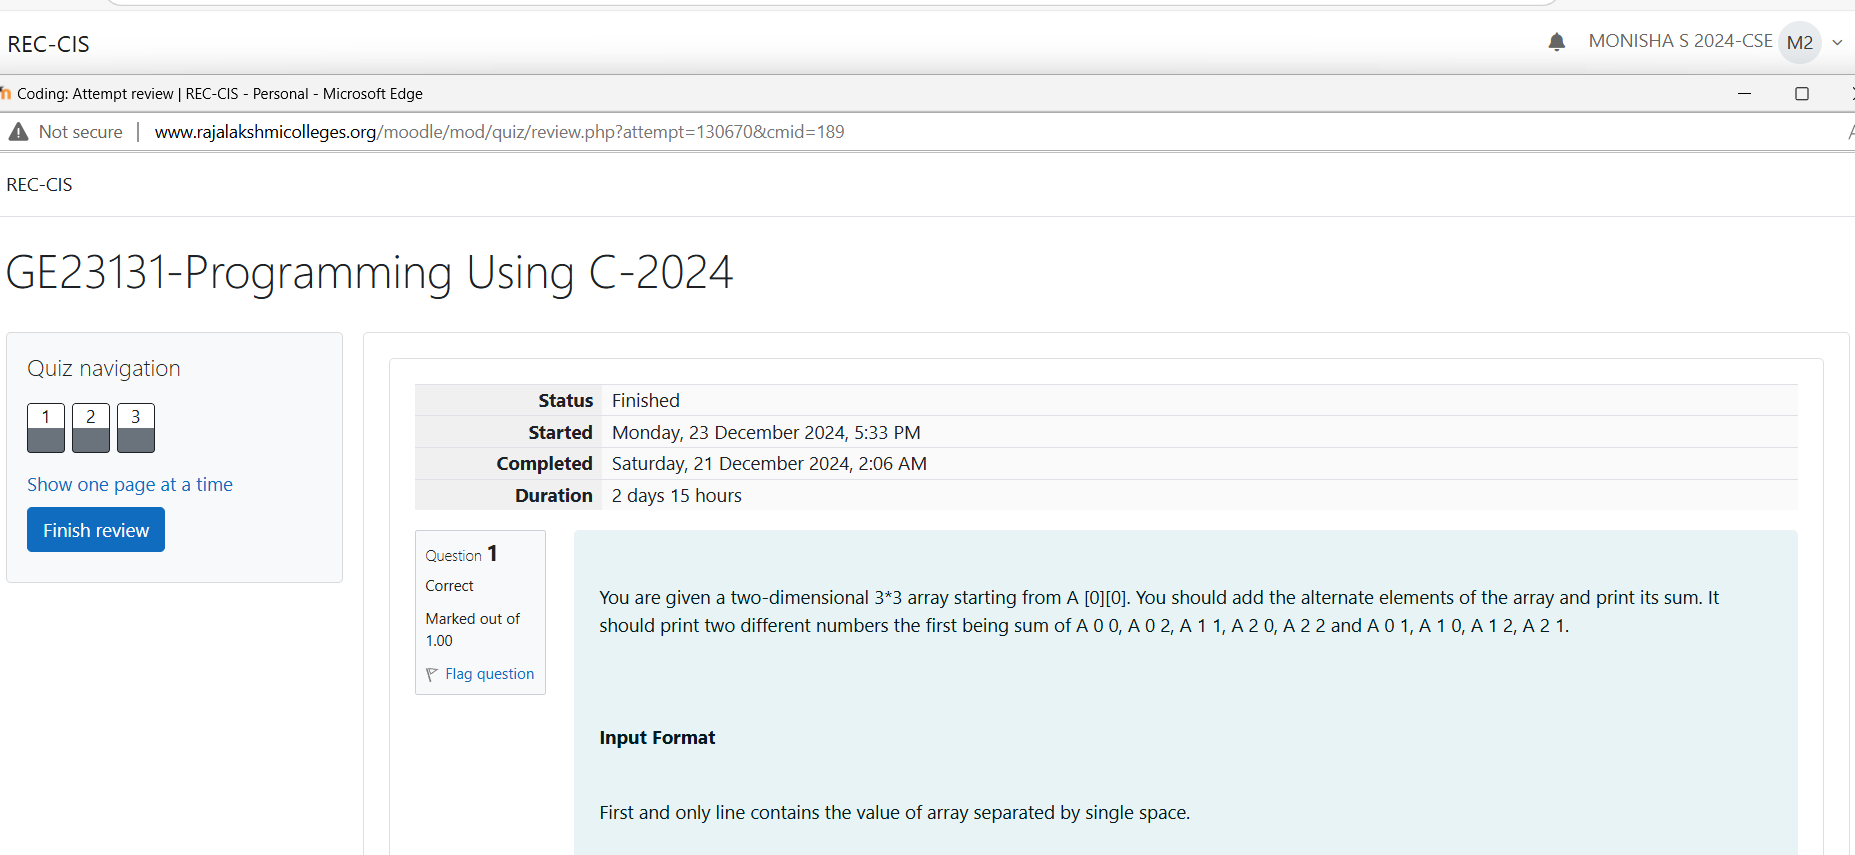 REC-CIS
MONISHA S 2024-CSE M2
Coding: Attempt review | REC-CIS - Personal - Microsoft Edge
Not secure | www.rajalakshmicolleges.org/moodle/mod/quiz/review.php?attempt=130670&cmid=189
REC-CIS
GE23131-Programming Using C-2024
Quiz navigation
1 2 3
Show one page at a time
Finish review
Status Finished
Started Monday, 23 December 2024, 5:33 PM
Completed Saturday, 21 December 2024, 2:06 AM
Duration 2 days 15 hours
Question 1
Correct
Marked out of
1.00
Flag question
You are given a two-dimensional 3*3 array starting from A [0][0]. You should add the alternate elements of the array and print its sum. It
should print two different numbers the first being sum of A 0 0, A 0 2, A 1 1, A 2 0, A 2 2 and A 0 1, A 1 0, A 1 2, A 2 1.
Input Format
First and only line contains the value of array separated by single space.